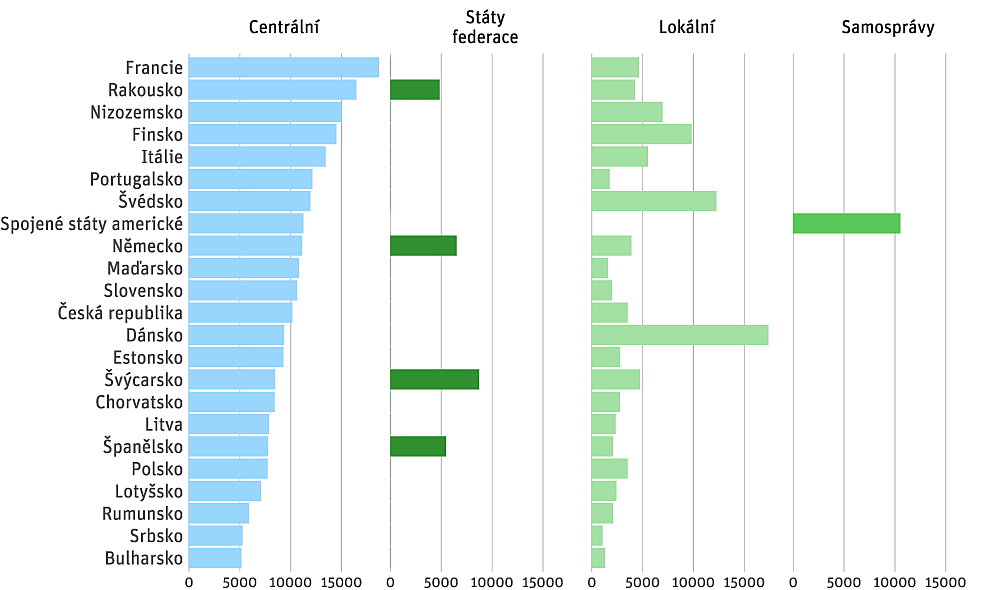 Centrální
Státy
federace
Lokální
Samosprávy
Francie
Rakousko
Nizozemsko
Finsko
Itálie
Portugalsko
Švédsko
Spojené státy americké
Německo
Maďarsko
Slovensko
Česká republika
Dánsko
Estonsko
Švýcarsko
Chorvatsko
Litva
Španělsko
Polsko
Lotyšsko
Rumunsko
Srbsko
Bulharsko
0 5000 10000 15000 0 5000 10000 15000 0 5000 10000 15000 0 5000 10000 15000